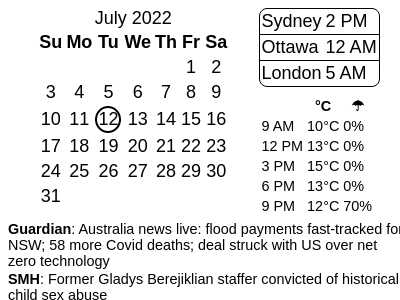 July 2022
Su Mo Tu We Th Fr Sa
1 2
3 4 5 6 7 8 9
10 11 12 13 14 15 16
17 18 19 20 21 22 23
24 25 26 27 28 29 30
31
Sydney 2 PM
Ottawa 12 AM
London 5 AM
°C ☂
9 AM 10°C 0%
12 PM 13°C 0%
3 PM 15°C 0%
6 PM 13°C 0%
9 PM 12°C 70%
Guardian: Australia news live: flood payments fast-tracked for
NSW; 58 more Covid deaths; deal struck with US over net
zero technology
SMH: Former Gladys Berejiklian staffer convicted of historical
child sex abuse